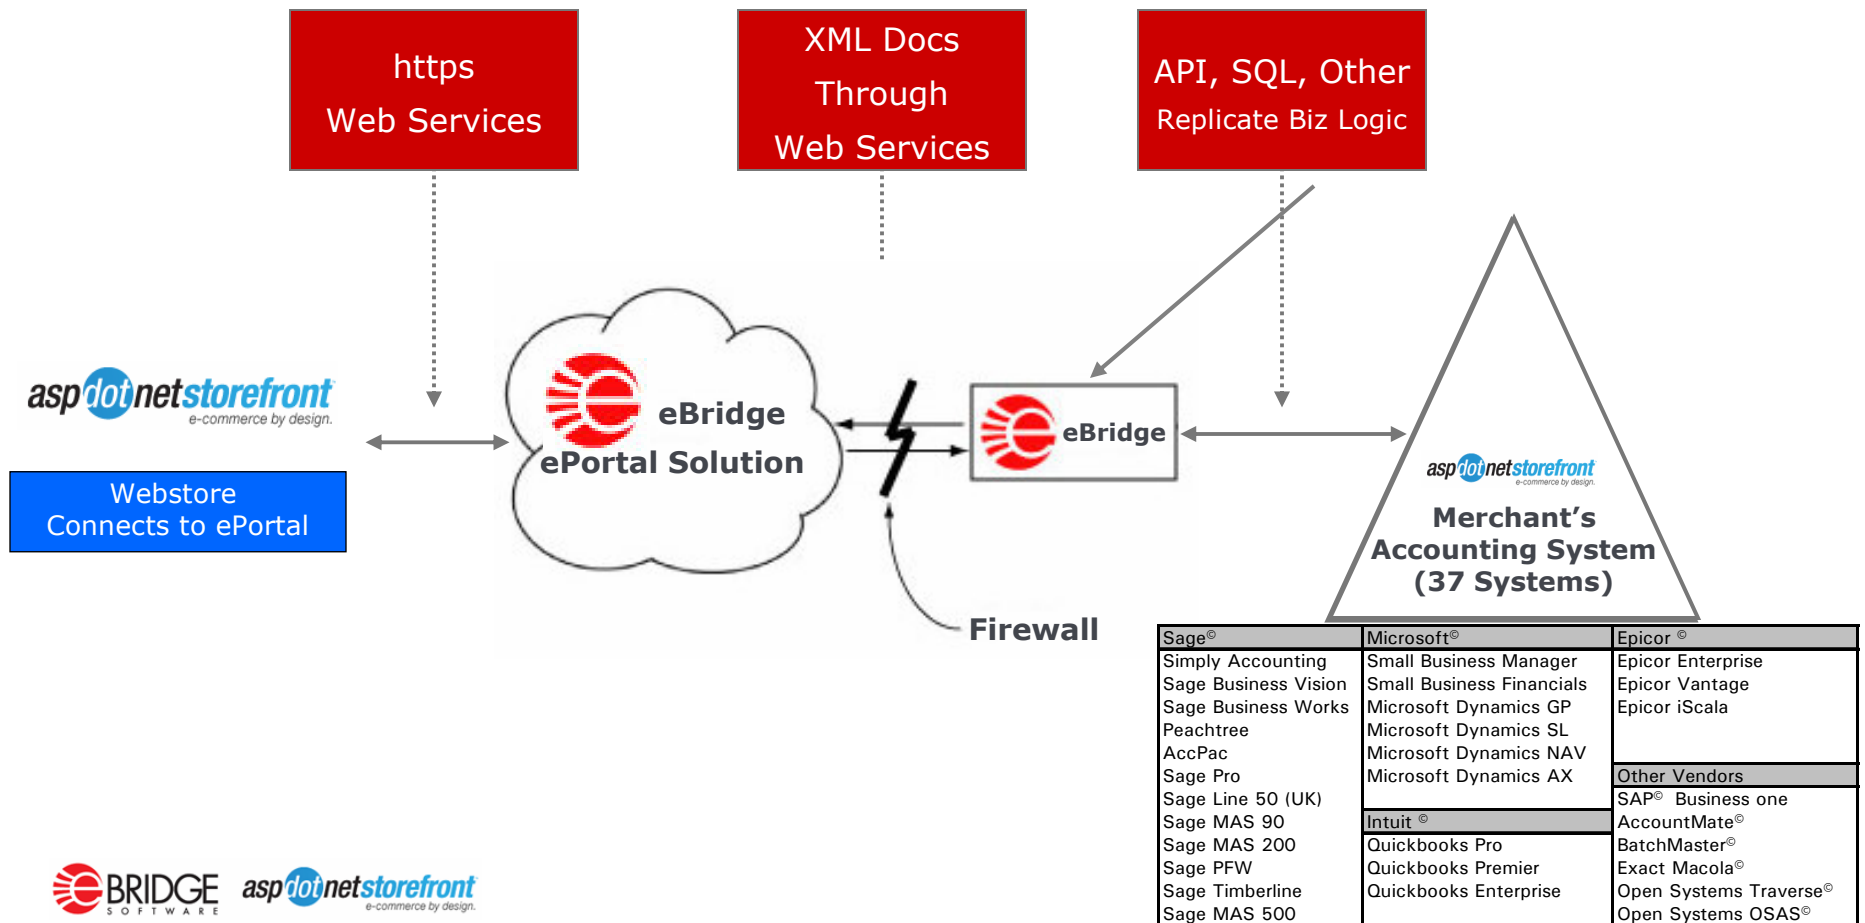 https
Web Services
XML Docs
Through
Web Services
API, SQL, Other
Replicate Biz Logic
aspdotnetstorefront
e-commerce by design.
Webstore
Connects to ePortal
eBridge
ePortal Solution
eBridge
Firewall
aspdotnetstorefront
e-commerce by design.
Merchant’s
Accounting System
(37 Systems)
Sage©
Simply Accounting
Sage Business Vision
Sage Business Works
Peachtree
AccPac
Sage Pro
Sage Line 50 (UK)
Sage MAS 90
Sage MAS 200
Sage PFW
Sage Timberline
Sage MAS 500
Microsoft©
Small Business Manager
Small Business Financials
Microsoft Dynamics GP
Microsoft Dynamics SL
Microsoft Dynamics NAV
Microsoft Dynamics AX
Intuit ©
Quickbooks Pro
Quickbooks Premier
Quickbooks Enterprise
Epicor ©
Epicor Enterprise
Epicor Vantage
Epicor iScala
Other Vendors
SAP© Business one
AccountMate©
BatchMaster©
Exact Macola©
Open Systems Traverse©
Open Systems OSAS©
eBRIDGE
SOFTWARE
aspdotnetstorefront
e-commerce by design.